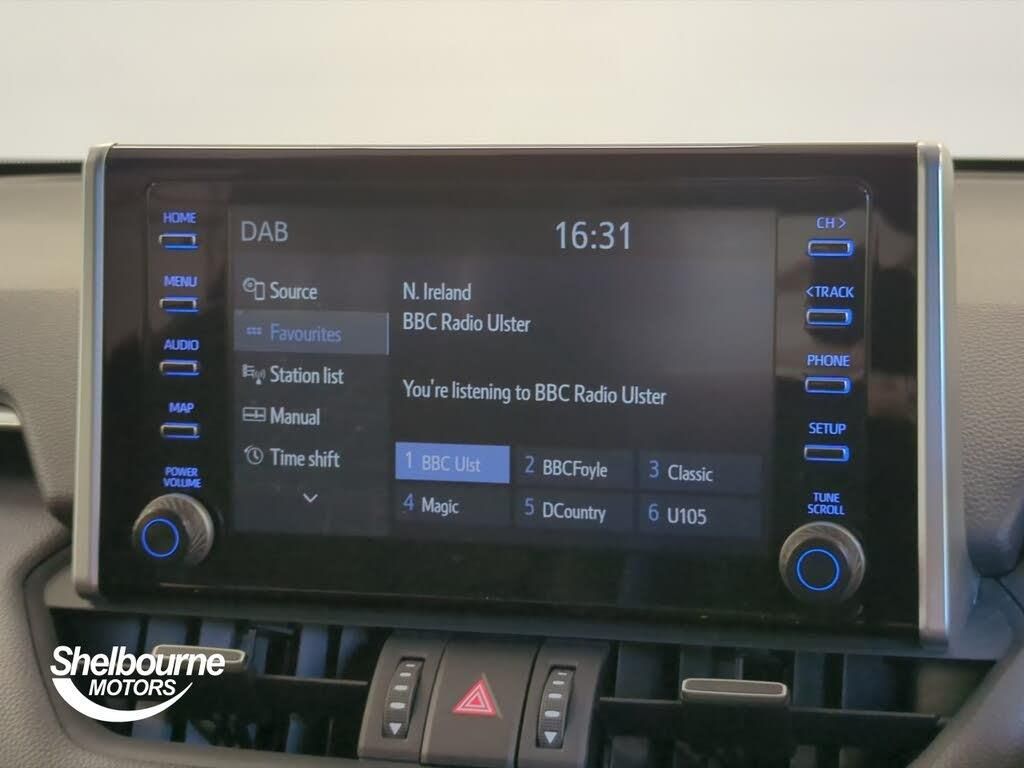 HOME
MENU
AUDIO
MAP
POWER
VOLUME
DAB
16:31
Source
Favourites
Station list
Manual
Time shift
N. Ireland
BBC Radio Ulster
You're listening to BBC Radio Ulster
1 BBC Ulst
2 BBCFoyle
3 Classic
4 Magic
5 DCountry
6 U105
CH >
<TRACK
PHONE
SETUP
TUNE
SCROLL
Shelbourne
MOTORS